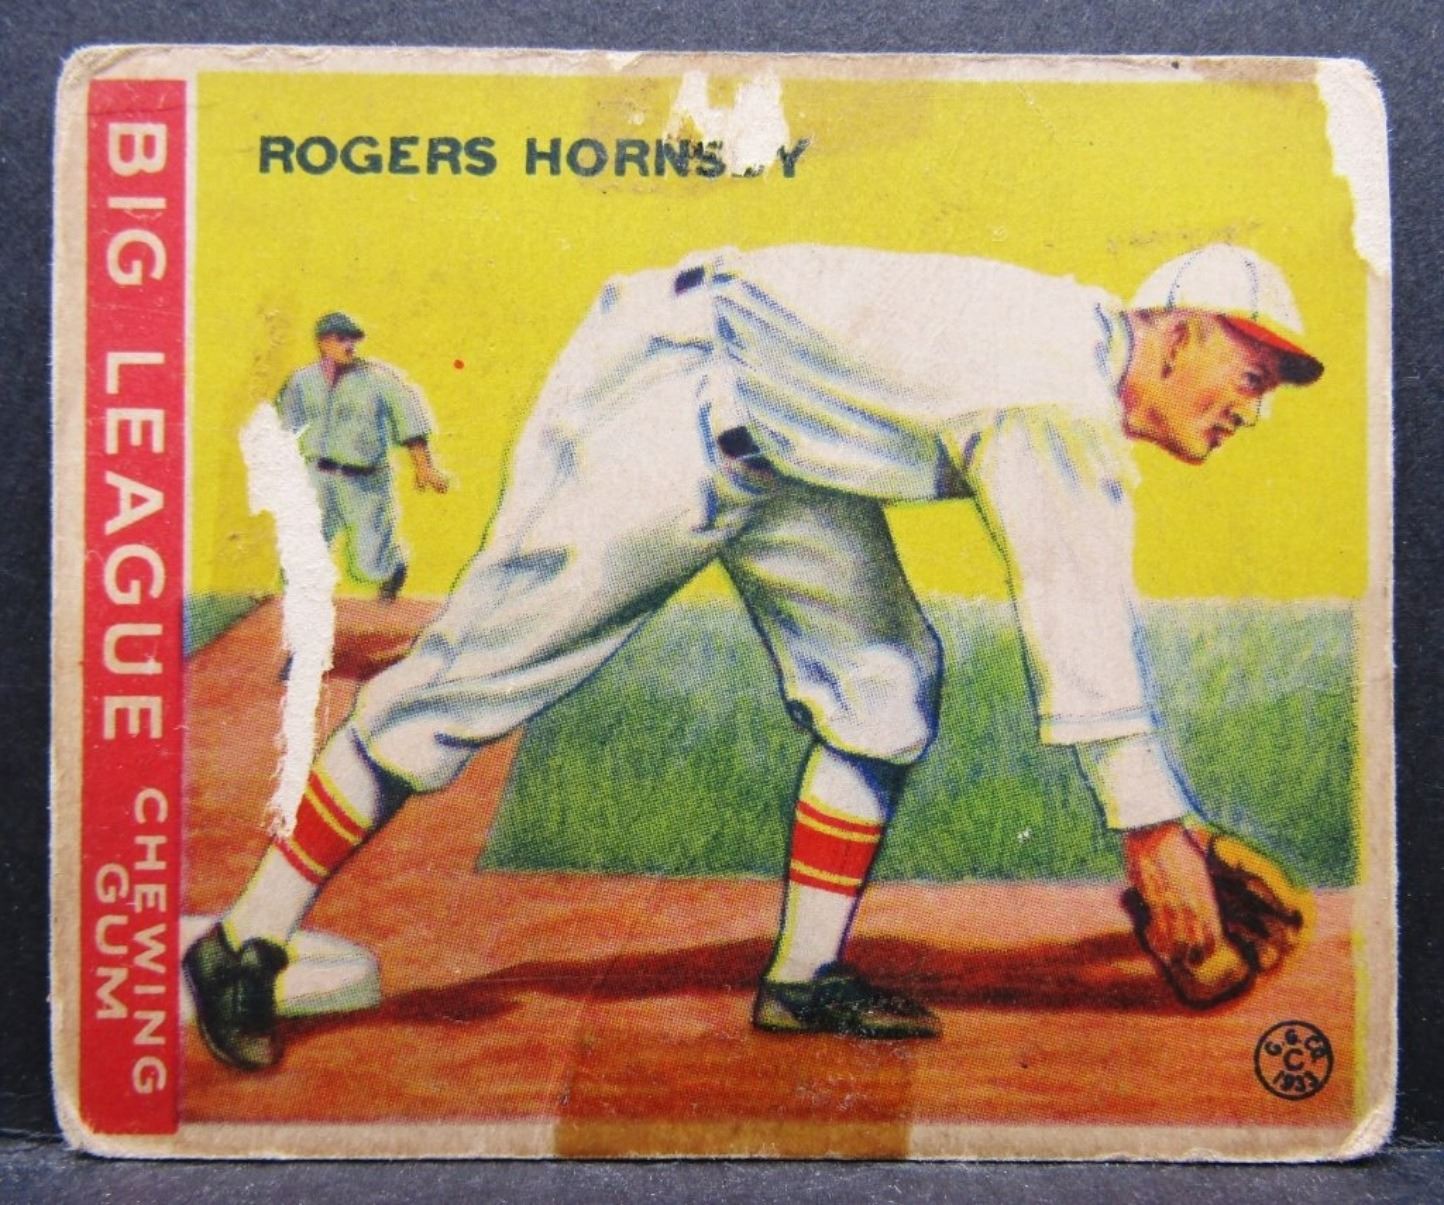 ROGERS HORNSBY
BIG LEAGUE CHEWING
GUM
G.G.CO.
C
1933